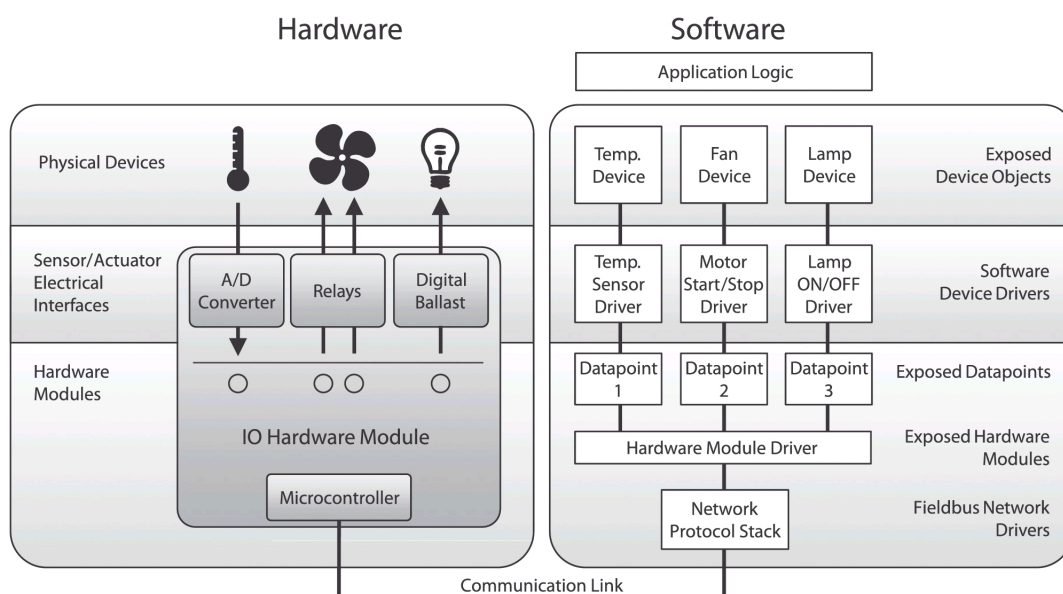 Hardware
Software
Application Logic
Physical Devices
Temp.
Device
Fan
Device
Lamp
Device
Exposed
Device Objects
Sensor/Actuator
Electrical
Interfaces
A/D
Converter
Relays
Digital
Ballast
Temp.
Sensor
Driver
Motor
Start/Stop
Driver
Lamp
ON/OFF
Driver
Software
Device Drivers
Hardware
Modules
Datapoint
1
Datapoint
2
Datapoint
3
Exposed Datapoints
IO Hardware Module
Hardware Module Driver
Exposed Hardware
Modules
Microcontroller
Network
Protocol Stack
Fieldbus Network
Drivers
Communication Link